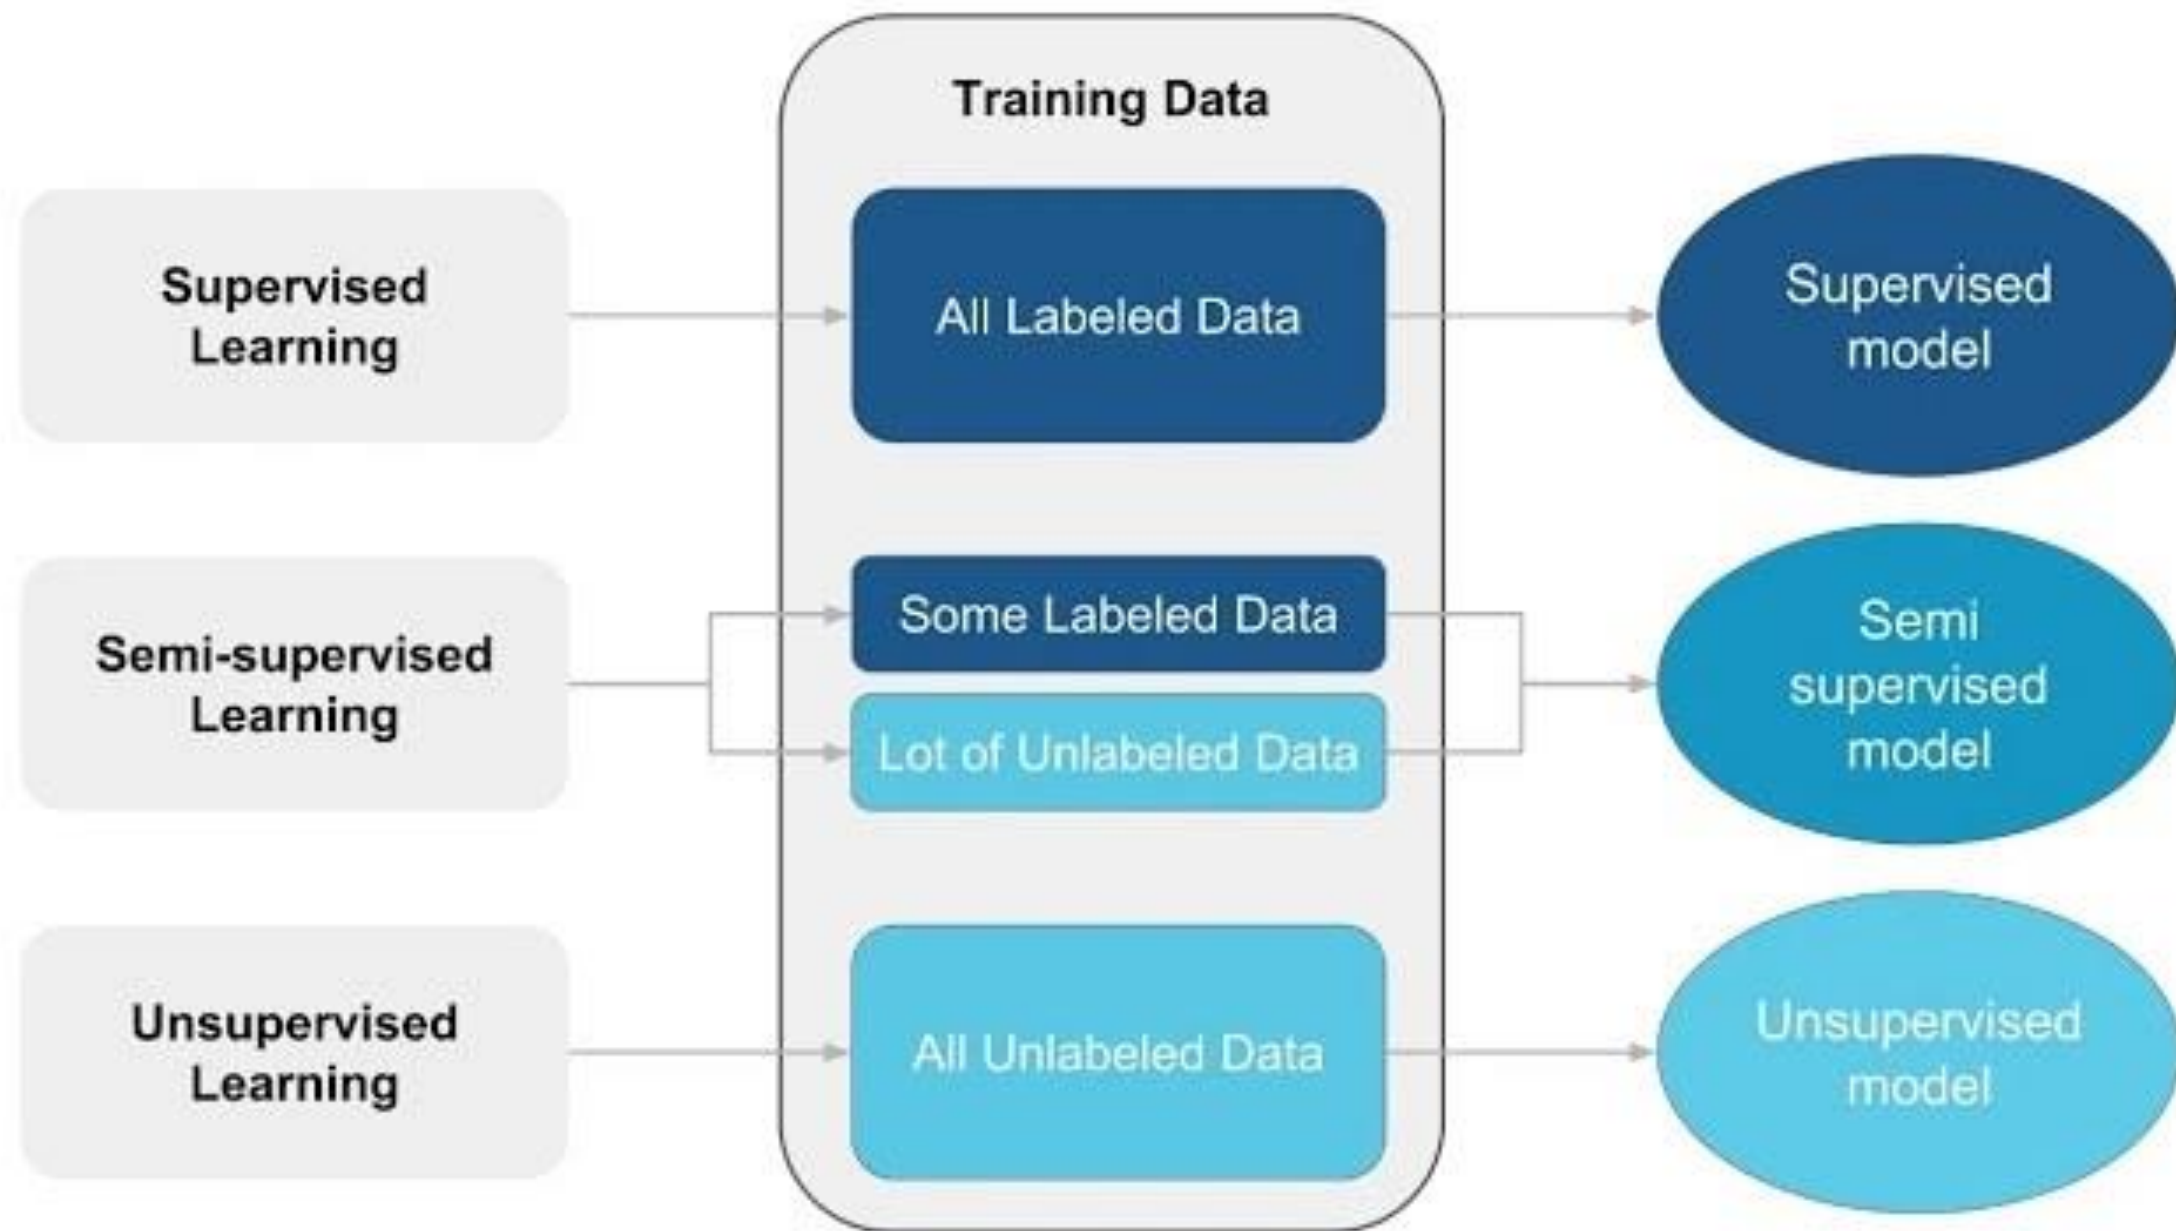 Training Data
Supervised
Learning
All Labeled Data
Supervised
model
Semi-supervised
Learning
Some Labeled Data
Lot of Unlabeled Data
Semi
supervised
model
Unsupervised
Learning
All Unlabeled Data
Unsupervised
model